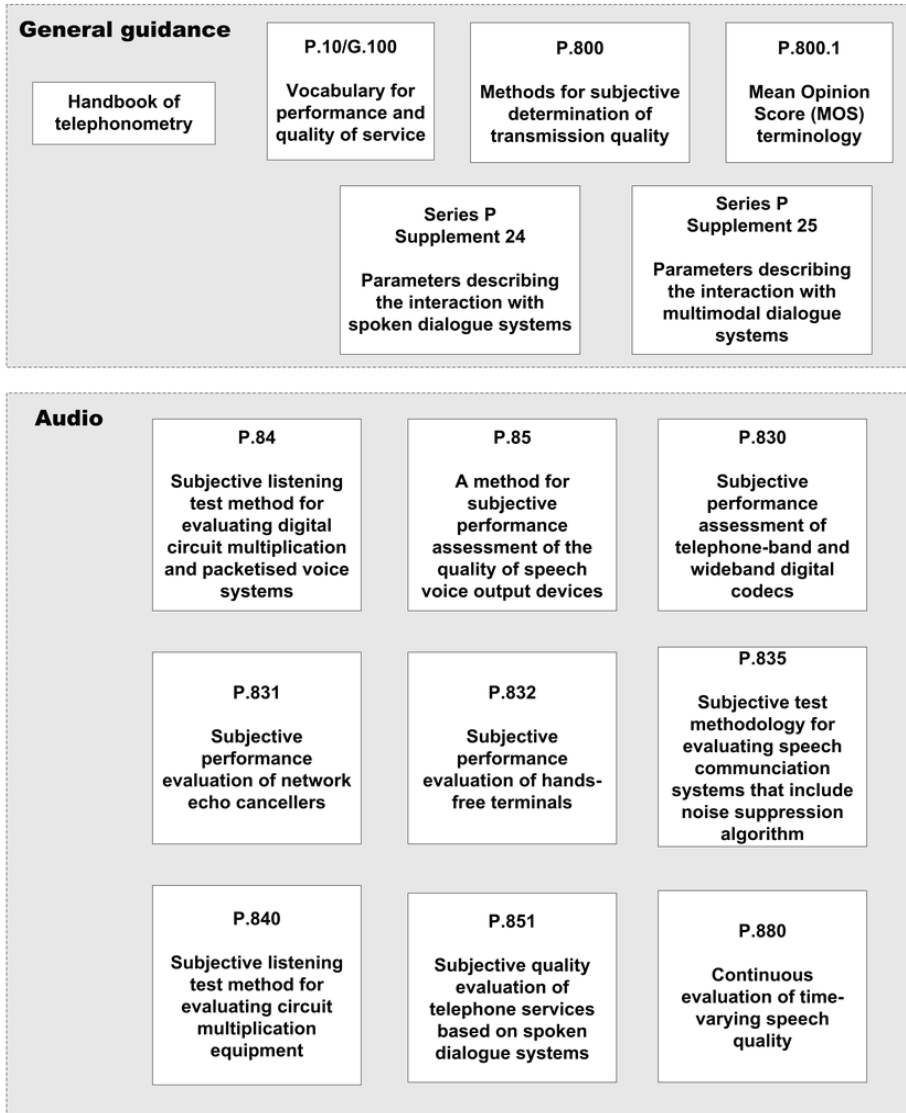 General guidance
Handbook of
telephonometry
P.10/G.100
Vocabulary for
performance and
quality of service
P.800
Methods for subjective
determination of
transmission quality
P.800.1
Mean Opinion
Score (MOS)
terminology
Series P
Supplement 24
Parameters describing
the interaction with
spoken dialogue systems
Series P
Supplement 25
Parameters describing
the interaction with
multimodal dialogue
systems
Audio
P.84
Subjective listening
test method for
evaluating digital
circuit multiplication
and packetised voice
systems
P.85
A method for
subjective
performance
assessment of the
quality of speech
voice output devices
P.830
Subjective
performance
assessment of
telephone-band and
wideband digital
codecs
P.831
Subjective
performance
evaluation of network
echo cancellers
P.832
Subjective
performance
evaluation of hands-
free terminals
P.835
Subjective test
methodology for
evaluating speech
communciation
systems that include
noise suppression
algorithm
P.840
Subjective listening
test method for
evaluating circuit
multiplication
equipment
P.851
Subjective quality
evaluation of
telephone services
based on spoken
dialogue systems
P.880
Continuous
evaluation of time-
varying speech
quality